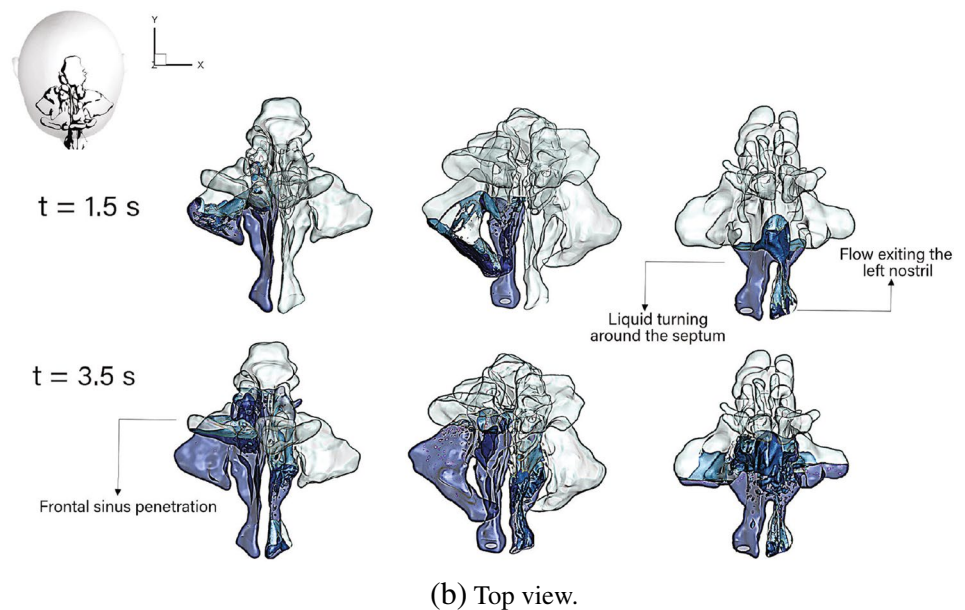 Y
Z X
t = 1.5 s
Flow exiting the
left nostril
Liquid turning
around the septum
t = 3.5 s
Frontal sinus penetration
(b) Top view.